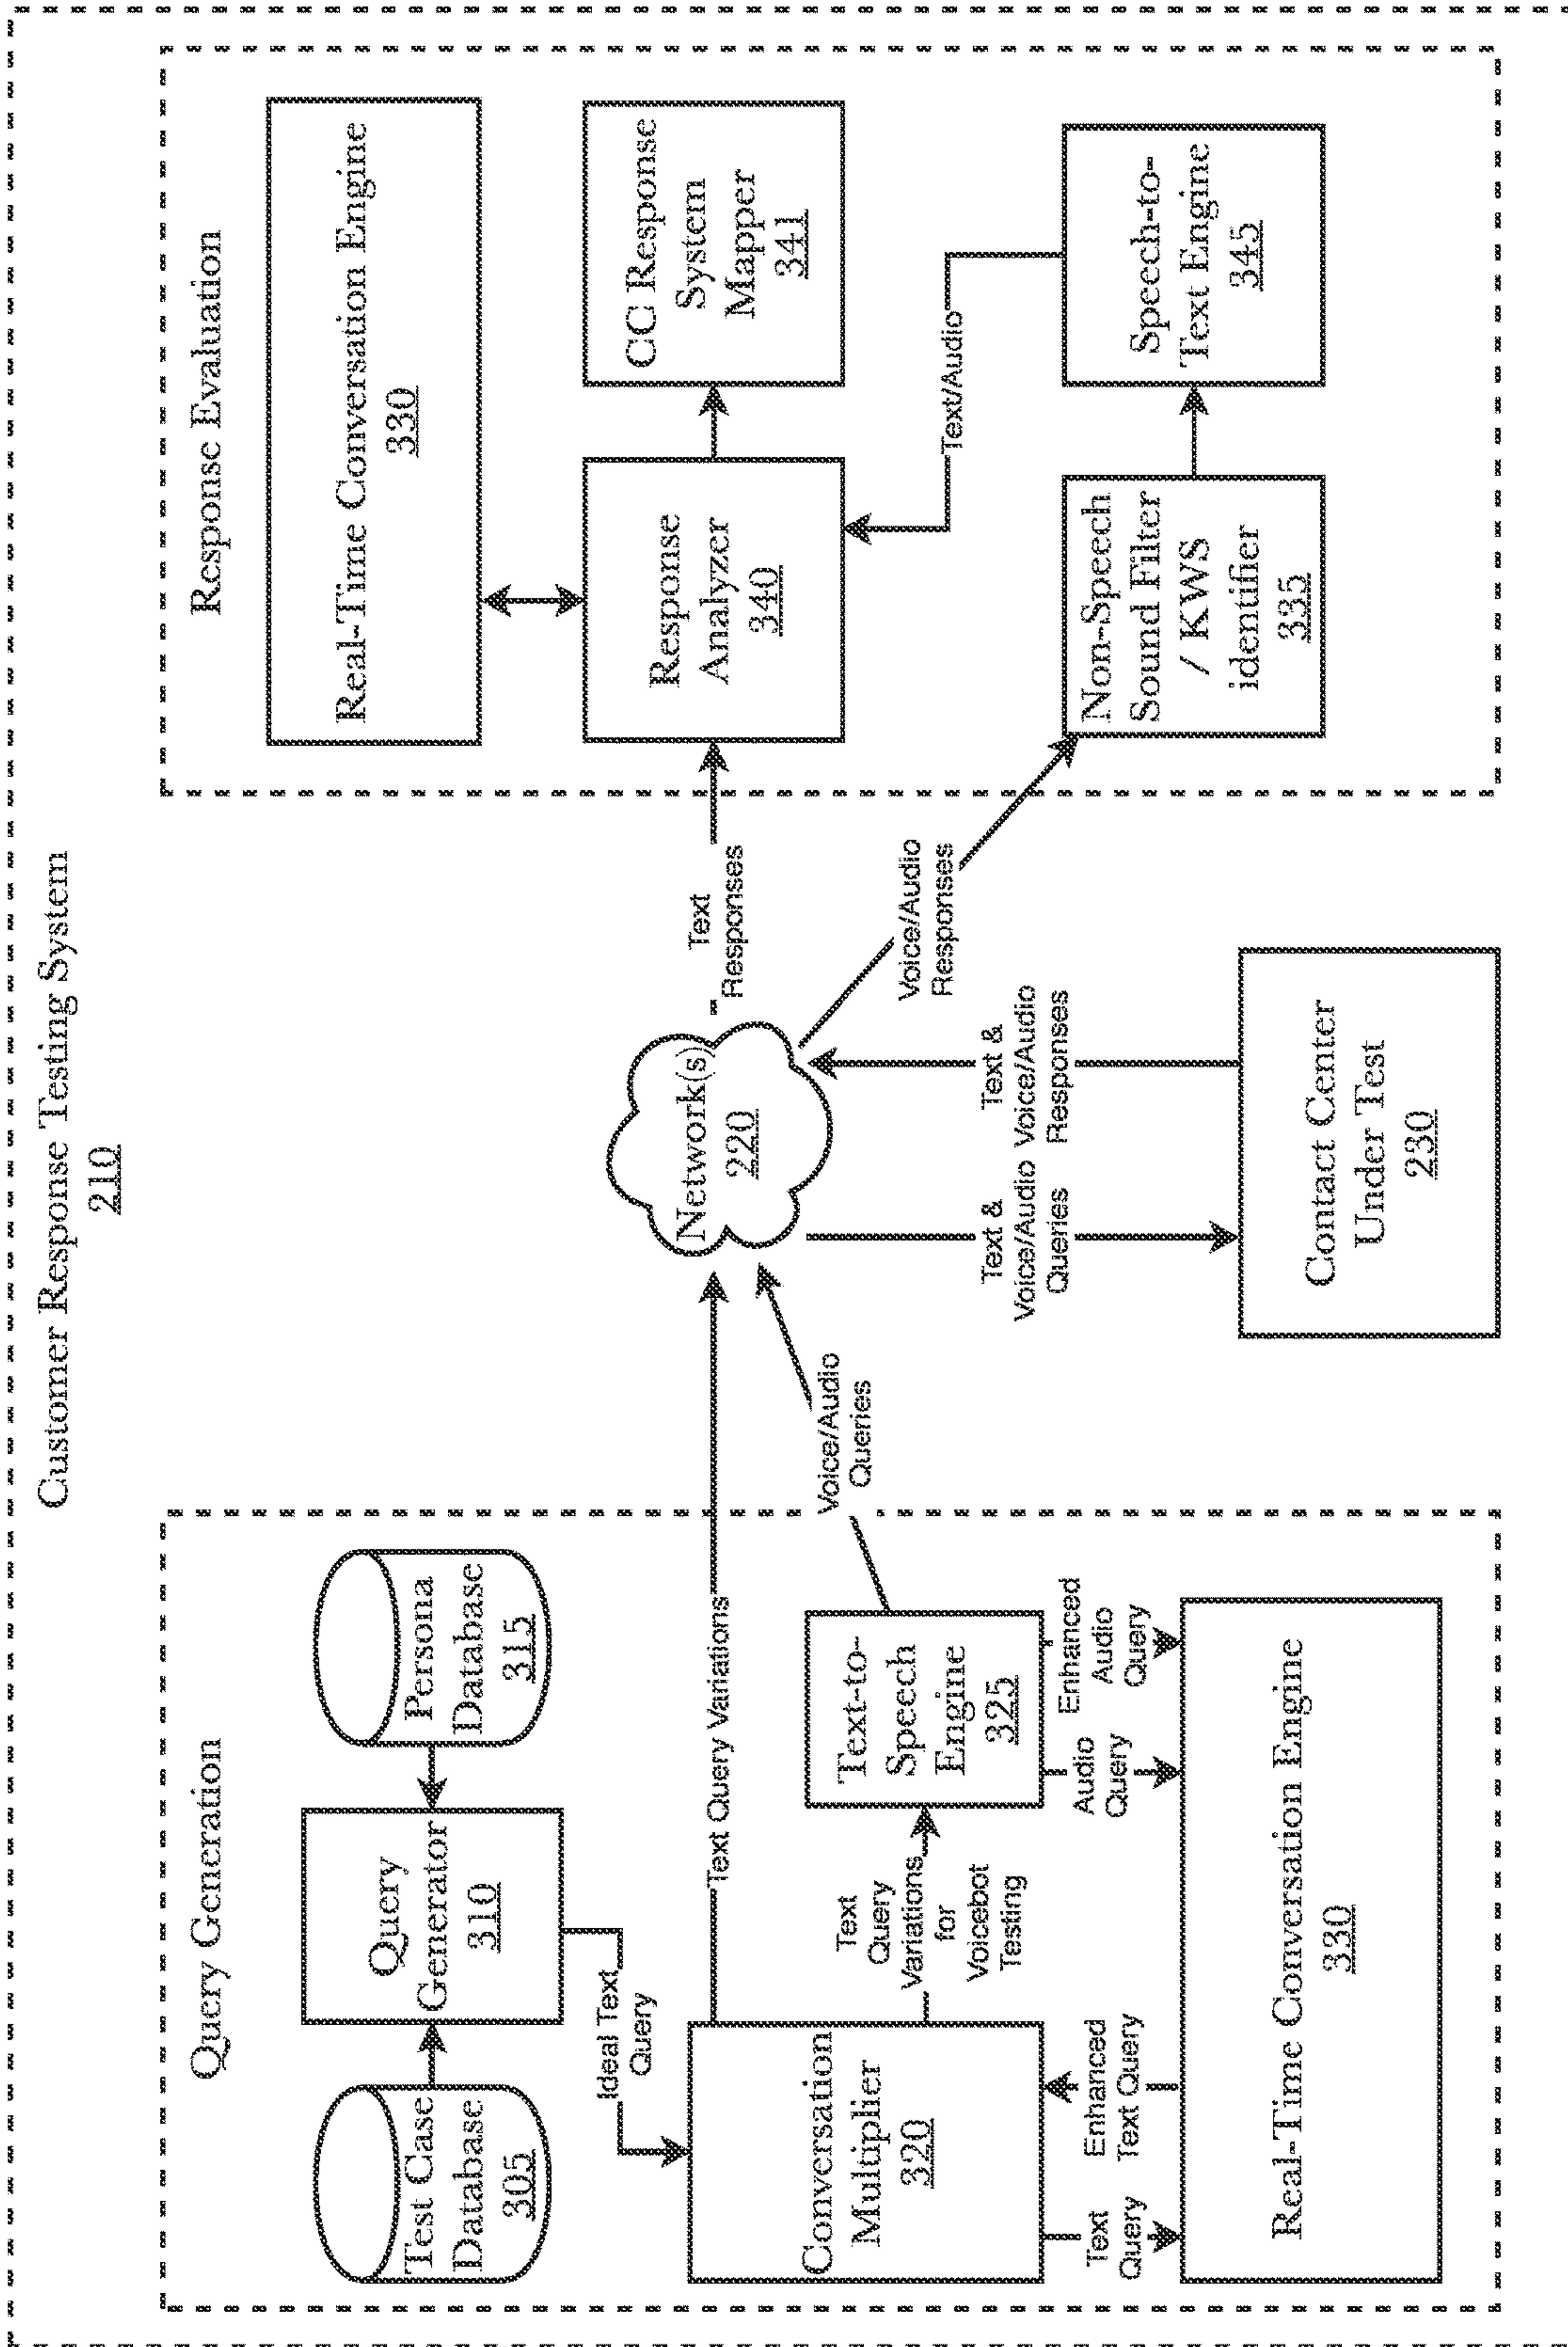 Customer Response Testing System
210
Query Generation
Test Case
Database
305
Query
Generator
310
Persona
Database
315
Ideal Text
Query
Conversation
Multiplier
320
Text Query Variations
Text
Query
Variations
for
Voicebot
Testing
Text-to-
Speech
Engine
325
Text
Query
Enhanced
Text Query
Audio
Query
Enhanced
Audio
Query
Real-Time Conversation Engine
330
Voice/Audio
Queries
Network(s)
220
Text &
Voice/Audio
Queries
Text &
Voice/Audio
Responses
Contact Center
Under Test
230
Text
Responses
Voice/Audio
Responses
Response Evaluation
Real-Time Conversation Engine
330
Response
Analyzer
340
CC Response
System
Mapper
341
Text/Audio
Non-Speech
Sound Filter
/ KWS
identifier
335
Speech-to-
Text Engine
345